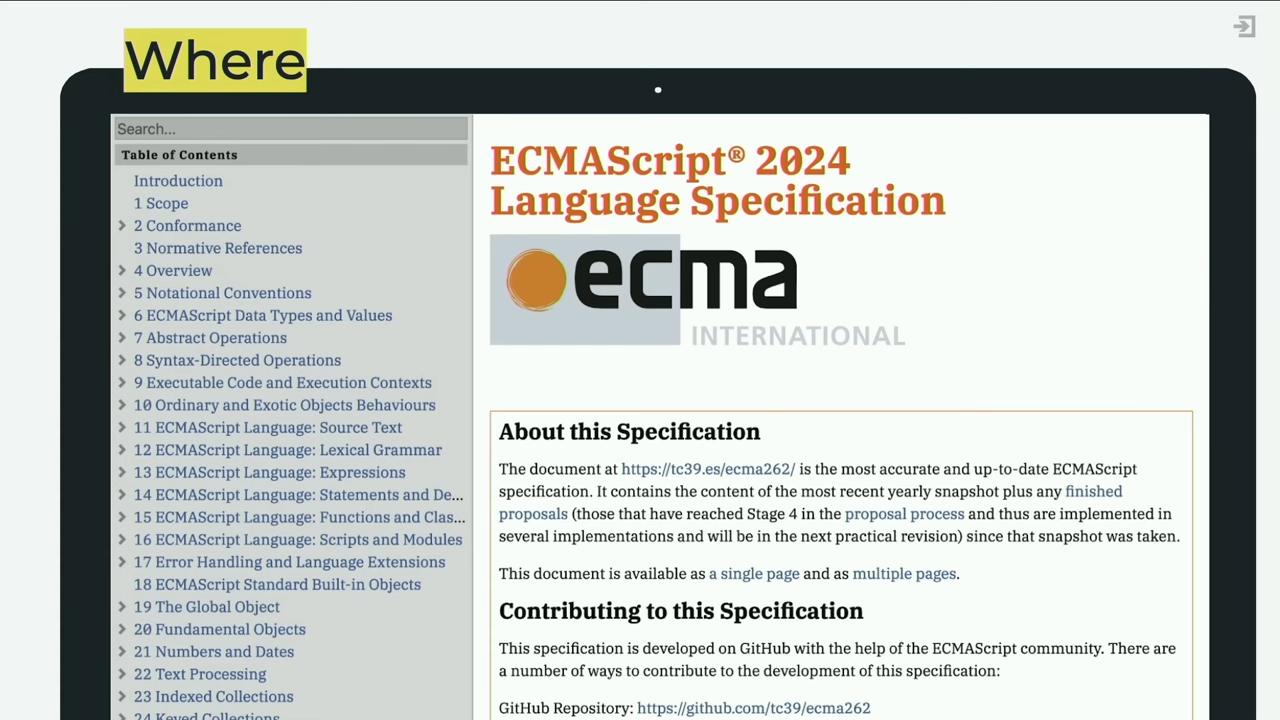 Where
Search...
Table of Contents
Introduction
1 Scope
2 Conformance
3 Normative References
4 Overview
5 Notational Conventions
6 ECMAScript Data Types and Values
7 Abstract Operations
8 Syntax-Directed Operations
9 Executable Code and Execution Contexts
10 Ordinary and Exotic Objects Behaviours
11 ECMAScript Language: Source Text
12 ECMAScript Language: Lexical Grammar
13 ECMAScript Language: Expressions
14 ECMAScript Language: Statements and De...
15 ECMAScript Language: Functions and Clas...
16 ECMAScript Language: Scripts and Modules
17 Error Handling and Language Extensions
18 ECMAScript Standard Built-in Objects
19 The Global Object
20 Fundamental Objects
21 Numbers and Dates
22 Text Processing
23 Indexed Collections
24 Keyed Collections
ECMAScript® 2024
Language Specification
ecma
INTERNATIONAL
About this Specification
The document at https://tc39.es/ecma262/ is the most accurate and up-to-date ECMAScript
specification. It contains the content of the most recent yearly snapshot plus any finished
proposals (those that have reached Stage 4 in the proposal process and thus are implemented in
several implementations and will be in the next practical revision) since that snapshot was taken.
This document is available as a single page and as multiple pages.
Contributing to this Specification
This specification is developed on GitHub with the help of the ECMAScript community. There are
a number of ways to contribute to the development of this specification:
GitHub Repository: https://github.com/tc39/ecma262